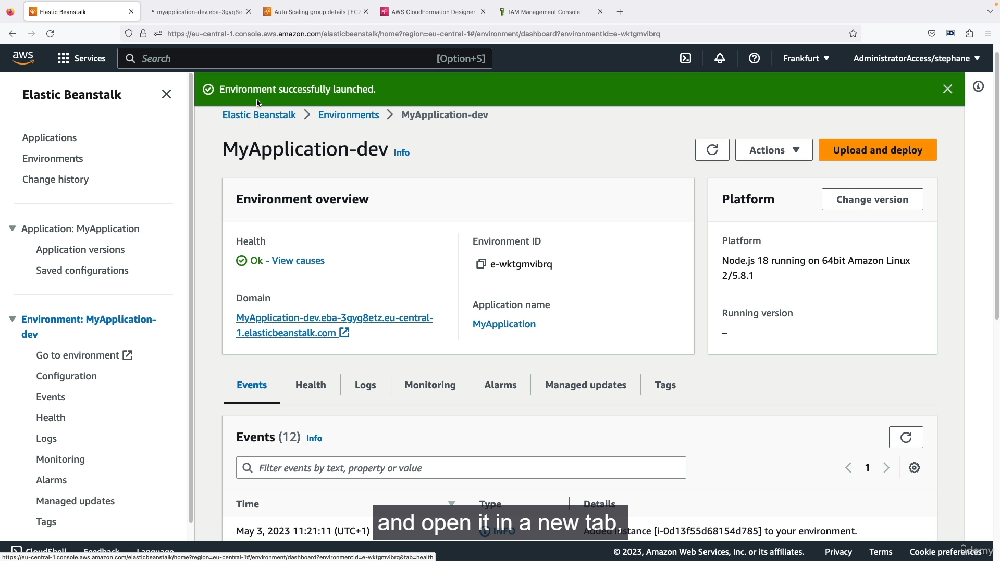 Elastic Beanstalk
myapplication-dev.eba-3gyq8et
Auto Scaling group details | EC2
AWS CloudFormation Designer
IAM Management Console
https://eu-central-1.console.aws.amazon.com/elasticbeanstalk/home?region=eu-central-1#/environment/dashboard?environmentId=e-wktgmvibrq
aws
Services
Search
[Option+S]
Frankfurt
AdministratorAccess/stephane
Elastic Beanstalk
Applications
Environments
Change history
Application: MyApplication
Application versions
Saved configurations
Environment: MyApplication-
dev
Go to environment
Configuration
Events
Health
Logs
Monitoring
Alarms
Managed updates
Tags
Environment successfully launched.
Elastic Beanstalk > Environments > MyApplication-dev
MyApplication-dev Info
Actions
Upload and deploy
Environment overview
Health
Ok - View causes
Domain
MyApplication-dev.eba-3gyq8etz.eu-central-
1.elasticbeanstalk.com
Environment ID
e-wktgmvibrq
Application name
MyApplication
Platform
Change version
Platform
Node.js 18 running on 64bit Amazon Linux
2/5.8.1
Running version
–
Events
Health
Logs
Monitoring
Alarms
Managed updates
Tags
Events (12) Info
Filter events by text, property or value
1
Time
Type
Details
May 3, 2023 11:21:11 (UTC+1)
INFO
Added instance [i-0d13f55d68154d785] to your environment.
and open it in a new tab,
CloudShell
Feedback
Language
© 2023, Amazon Web Services, Inc. or its affiliates.
Privacy
Terms
Cookie preferences
udemy
https://eu-central-1.console.aws.amazon.com/elasticbeanstalk/home?region=eu-central-1#/environment/dashboard?environmentId=e-wktgmvibrq&tab=health